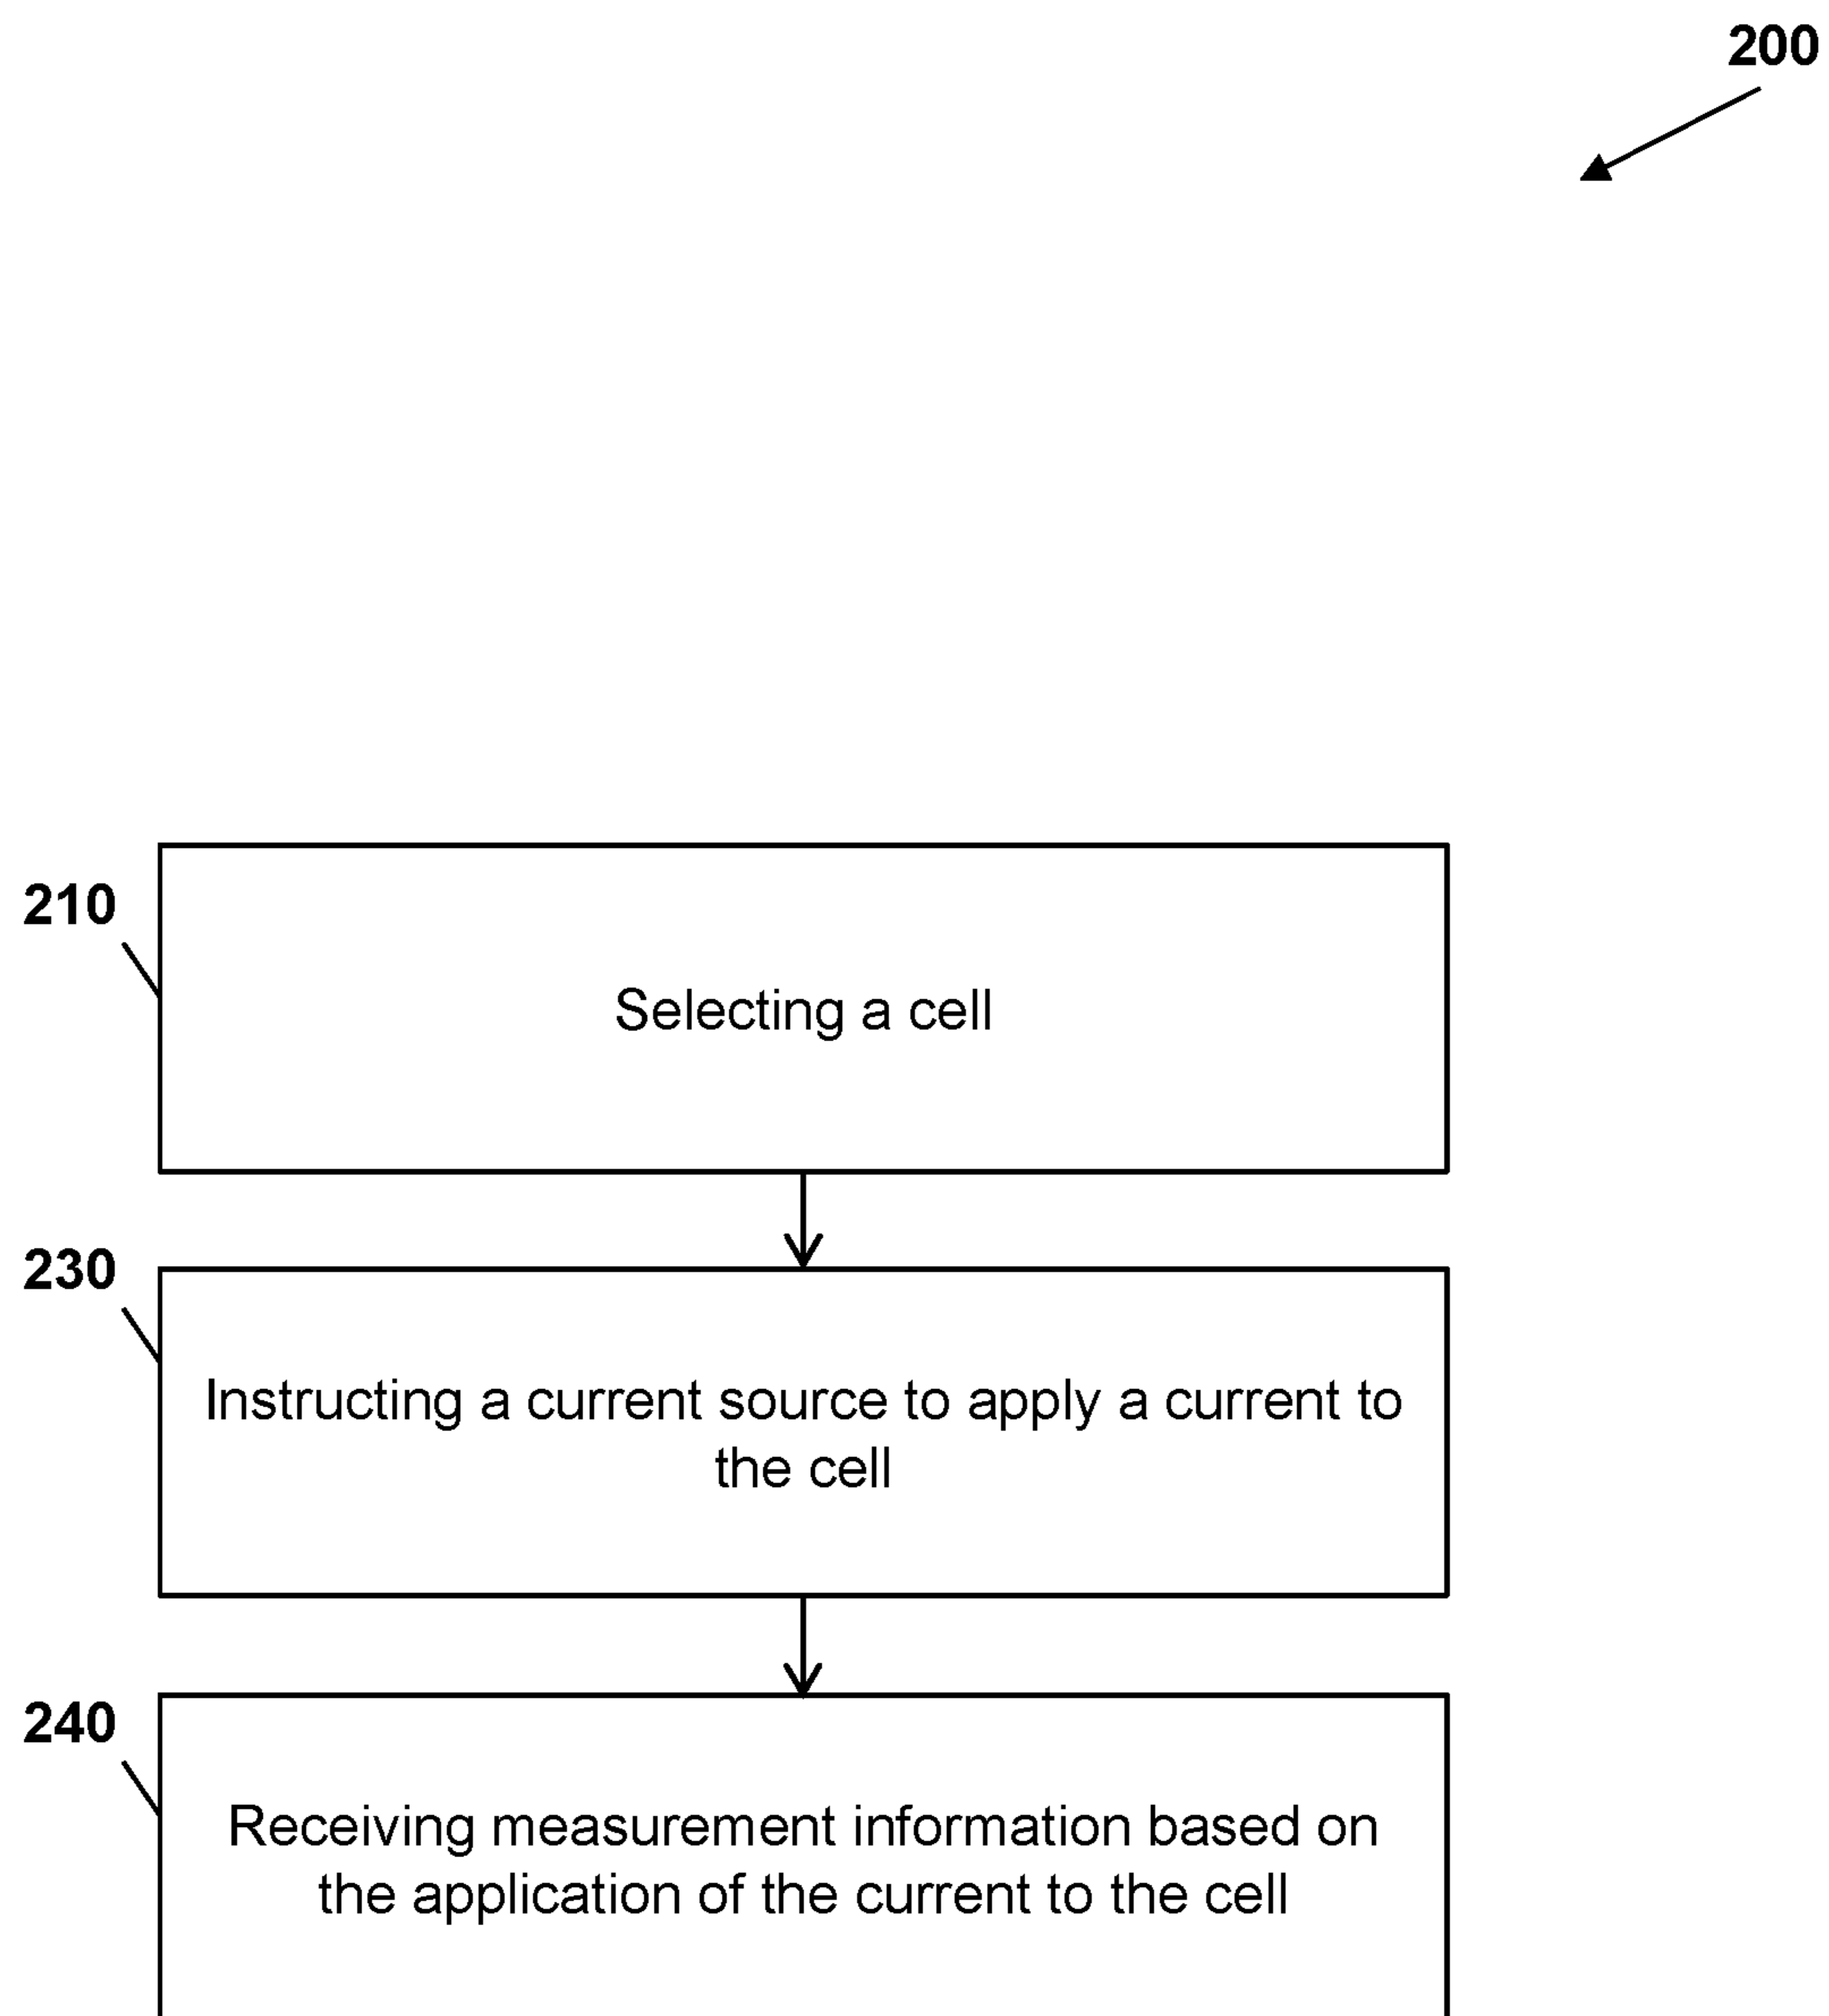 200
210
Selecting a cell
230
Instructing a current source to apply a current to
the cell
240
Receiving measurement information based on
the application of the current to the cell